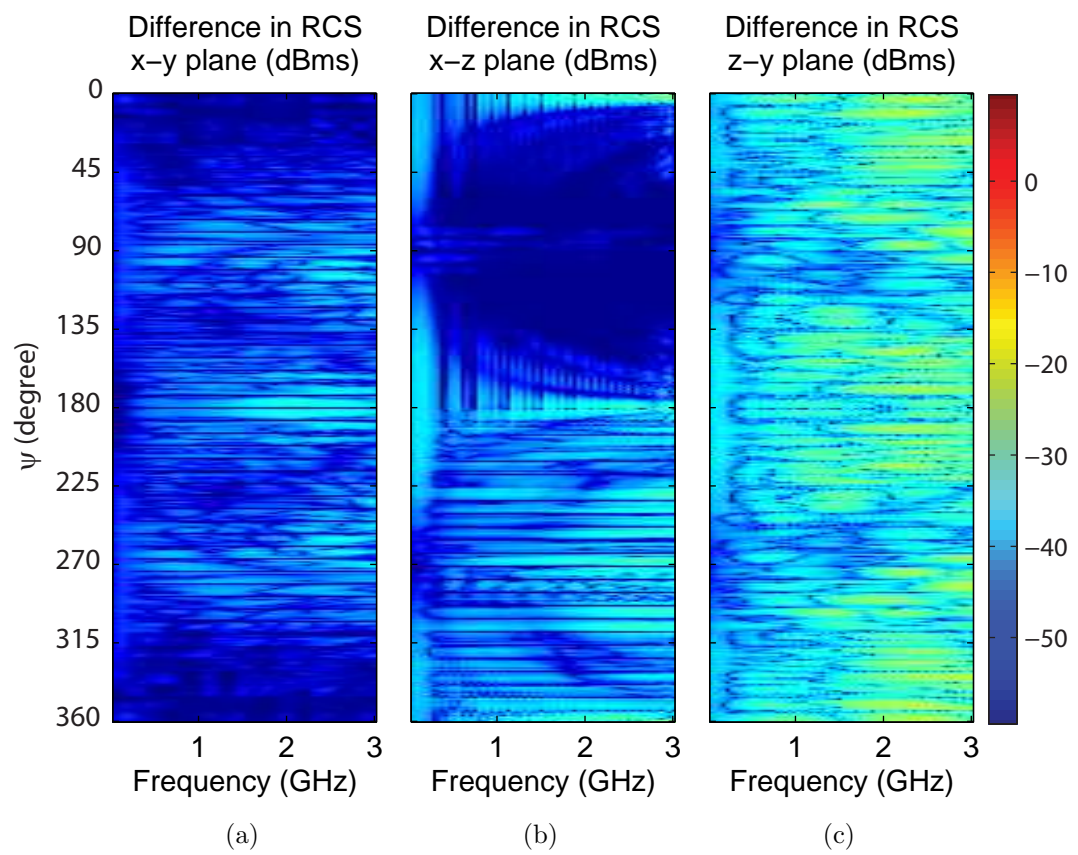 Difference in RCS
x−y plane (dBms)
Difference in RCS
x−z plane (dBms)
Difference in RCS
z−y plane (dBms)
ψ (degree)
0
45
90
135
180
225
270
315
360
1 2 3
Frequency (GHz)
1 2 3
Frequency (GHz)
1 2 3
Frequency (GHz)
0
−10
−20
−30
−40
−50
(a)
(b)
(c)